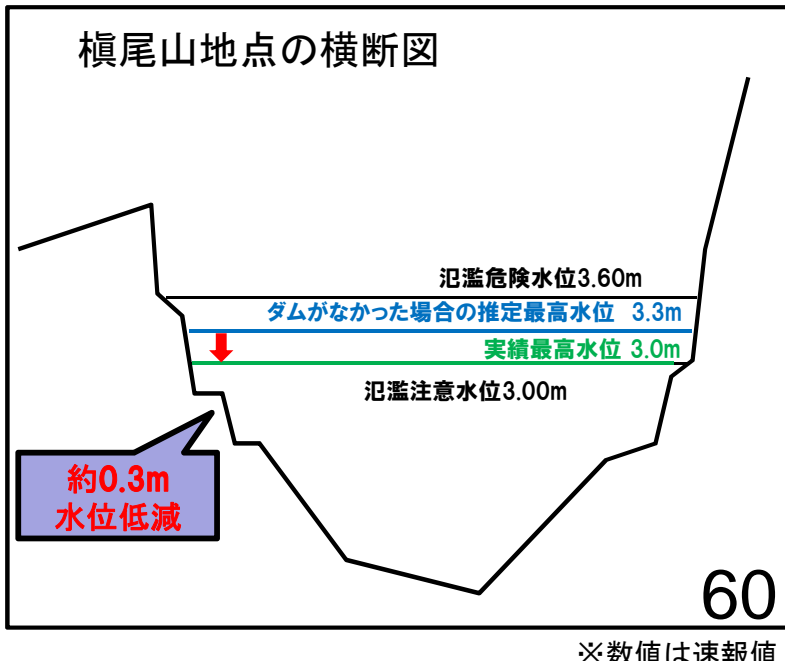 槇尾山地点の横断図
氾濫危険水位3.60m
ダムがなかった場合の推定最高水位 3.3m
実績最高水位 3.0m
氾濫注意水位3.00m
約0.3m
水位低減
60
※数値は速報値